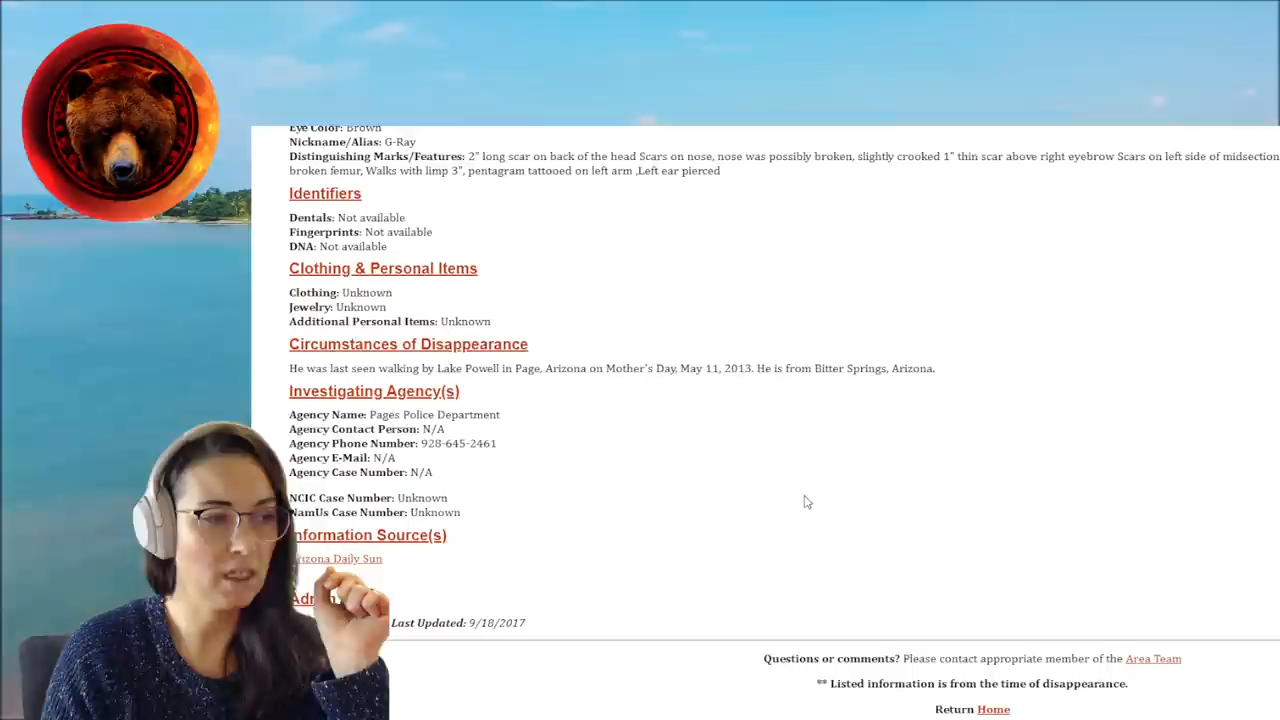 Eye Color: Brown
Nickname/Alias: G-Ray
Distinguishing Marks/Features: 2" long scar on back of the head Scars on nose, nose was possibly broken, slightly crooked 1" thin scar above right eyebrow Scars on left side of midsection
broken femur, Walks with limp 3", pentagram tattooed on left arm ,Left ear pierced
Identifiers
Dentals: Not available
Fingerprints: Not available
DNA: Not available
Clothing & Personal Items
Clothing: Unknown
Jewelry: Unknown
Additional Personal Items: Unknown
Circumstances of Disappearance
He was last seen walking by Lake Powell in Page, Arizona on Mother's Day, May 11, 2013. He is from Bitter Springs, Arizona.
Investigating Agency(s)
Agency Name: Pages Police Department
Agency Contact Person: N/A
Agency Phone Number: 928-645-2461
Agency E-Mail: N/A
Agency Case Number: N/A
NCIC Case Number: Unknown
NamUs Case Number: Unknown
Information Source(s)
Arizona Daily Sun
Last Updated: 9/18/2017
Questions or comments? Please contact appropriate member of the Area Team
** Listed information is from the time of disappearance.
Return Home